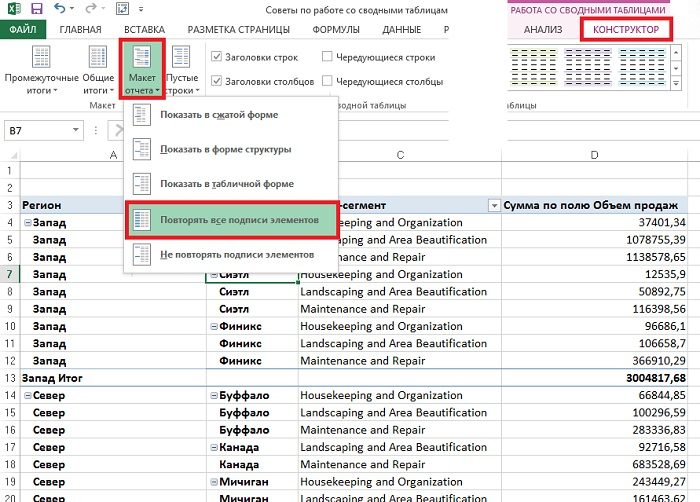 Советы по работе со сводными таблицам
РАБОТА СО СВОДНЫМИ ТАБЛИЦАМ
ФАЙЛ ГЛАВНАЯ ВСТАВКА РАЗМЕТКА СТРАНИЦЫ ФОРМУЛЫ ДАННЫЕ Р АНАЛИЗ КОНСТРУКТОР
Промежуточные итоги
Общие итоги
Макет отчета
Пустые строки
Заголовки строк
Чередующиеся строки
Заголовки столбцов
Чередующиеся столбцы
Макет
водной таблицы
блицы
Показать в сжатой форме
Показать в форме структуры
Показать в табличной форме
Повторять все подписи элементов
Не повторять подписи элементов
B7
A C D
1
2
3 Регион -сегмент Сумма по полю Объем продаж
4 Запад eeping and Organization 37401,34
5 Запад aping and Area Beautification 1078755,39
6 Запад nance and Repair 1138578,65
7 Запад Сиэтл Housekeeping and Organization 12535,9
8 Запад Сиэтл Landscaping and Area Beautification 50892,75
9 Запад Сиэтл Maintenance and Repair 116398,56
10 Запад Финикс Housekeeping and Organization 96686,1
11 Запад Финикс Landscaping and Area Beautification 106658,7
12 Запад Финикс Maintenance and Repair 366910,29
13 Запад Итог 3004817,68
14 Север Буффало Housekeeping and Organization 66844,85
15 Север Буффало Landscaping and Area Beautification 100296,59
16 Север Буффало Maintenance and Repair 283336,83
17 Север Канада Landscaping and Area Beautification 92716,58
18 Север Канада Maintenance and Repair 683528,69
19 Север Мичиган Housekeeping and Organization 243449,27
20 Север Мичиган Landscaping and Area Beautification 161463,62